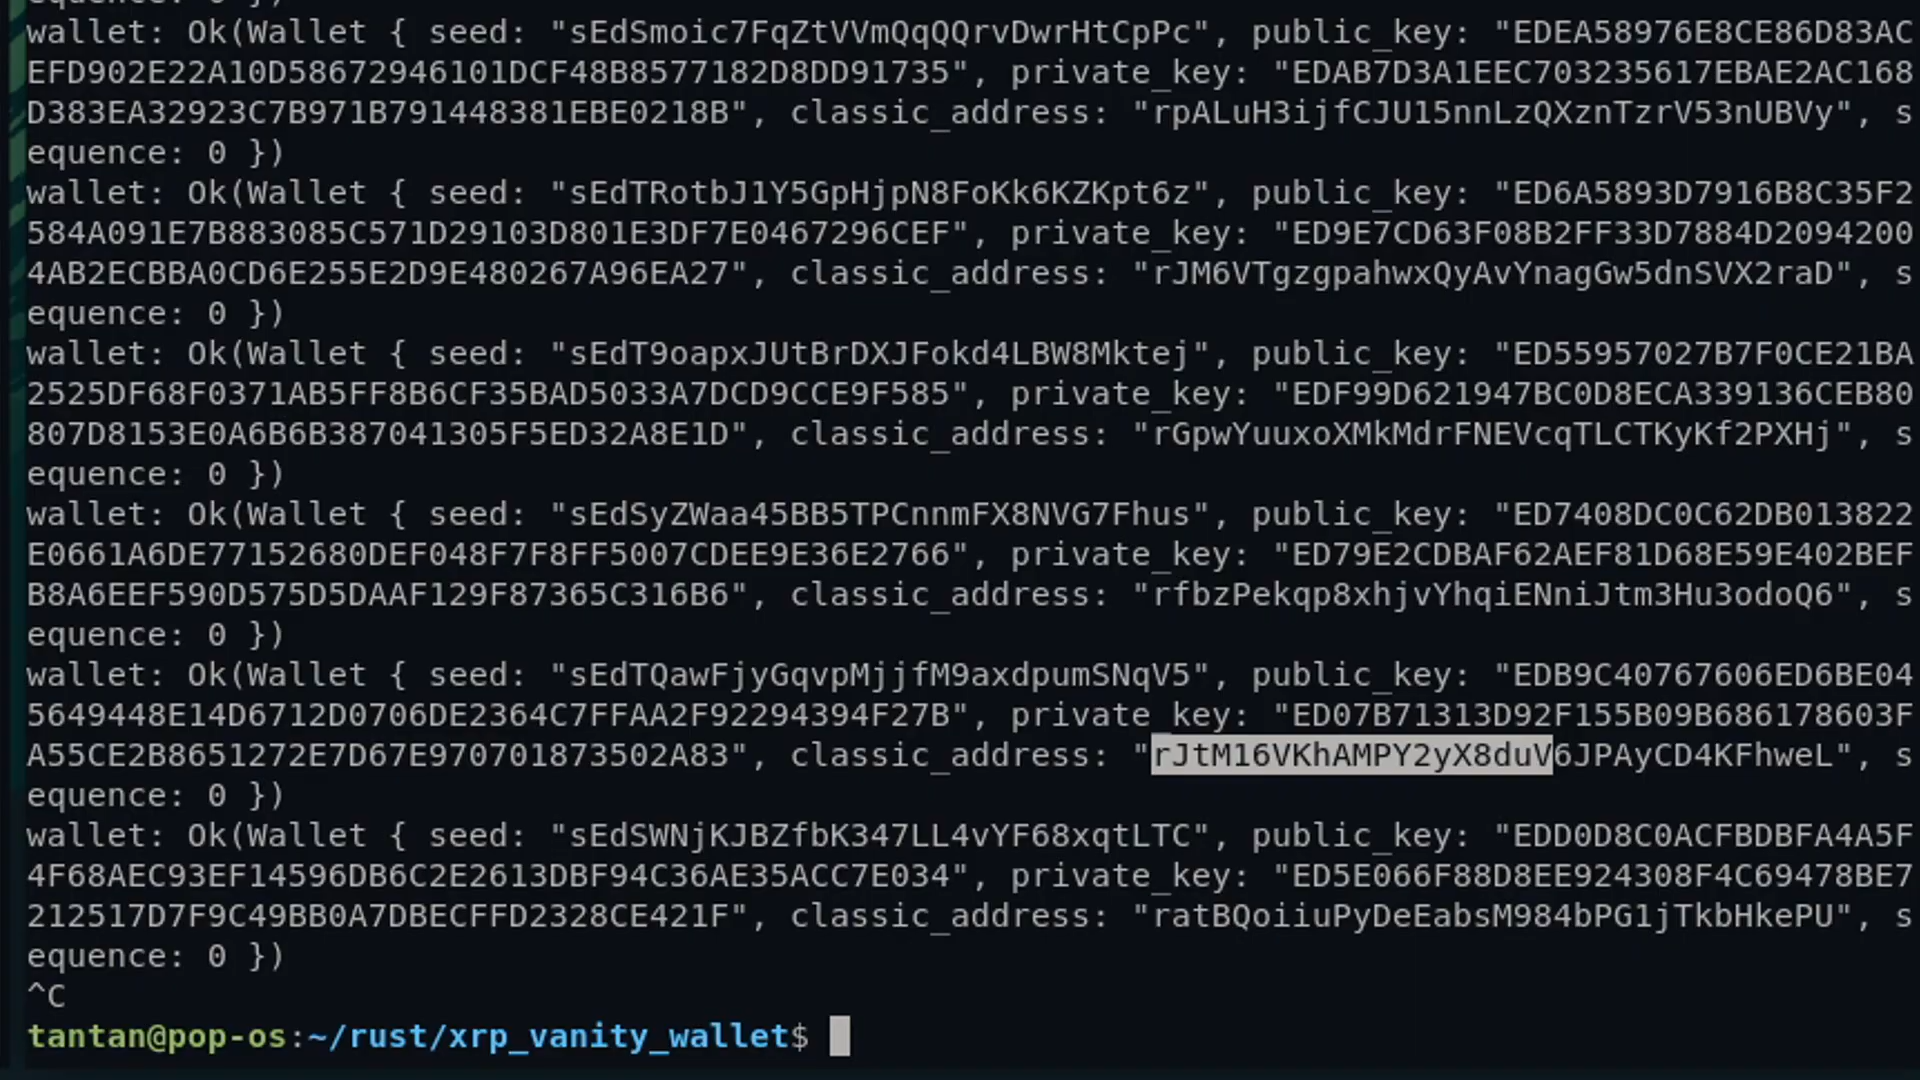 equence: 0 })
wallet: Ok(Wallet { seed: "sEdSmoic7FqZtVVmQqQQrvDwrHtCpPc", public_key: "EDEA58976E8CE86D83AC
EFD902E22A10D58672946101DCF48B8577182D8DD91735", private_key: "EDAB7D3A1EEC703235617EBAE2AC168
D383EA32923C7B971B791448381EBE0218B", classic_address: "rpALuH3ijfCJU15nnLzQXznTzrV53nUBVy", s
equence: 0 })
wallet: Ok(Wallet { seed: "sEdTRotbJ1Y5GpHjpN8FoKk6KZKpt6z", public_key: "ED6A5893D7916B8C35F2
584A091E7B883085C571D29103D801E3DF7E0467296CEF", private_key: "ED9E7CD63F08B2FF33D7884D2094200
4AB2ECBBA0CD6E255E2D9E480267A96EA27", classic_address: "rJM6VTgzgpahwxQyAvYnagGw5dnSVX2raD", s
equence: 0 })
wallet: Ok(Wallet { seed: "sEdT9oapxJUtBrDXJFokd4LBW8Mktej", public_key: "ED55957027B7F0CE21BA
2525DF68F0371AB5FF8B6CF35BAD5033A7DCD9CCE9F585", private_key: "EDF99D621947BC0D8ECA339136CEB80
807D8153E0A6B6B387041305F5ED32A8E1D", classic_address: "rGpwYuuxoXMkMdrFNEVcqTLCTKyKf2PXHj", s
equence: 0 })
wallet: Ok(Wallet { seed: "sEdSyZWaa45BB5TPCnnmFX8NVG7Fhus", public_key: "ED7408DC0C62DB013822
E0661A6DE77152680DEF048F7F8FF5007CDEE9E36E2766", private_key: "ED79E2CDBAF62AEF81D68E59E402BEF
B8A6EEF590D575D5DAAF129F87365C316B6", classic_address: "rfbzPekqp8xhjvYhqiENniJtm3Hu3odoQ6", s
equence: 0 })
wallet: Ok(Wallet { seed: "sEdTQawFjyGqvpMjjfM9axdpumSNqV5", public_key: "EDB9C40767606ED6BE04
5649448E14D6712D0706DE2364C7FFAA2F92294394F27B", private_key: "ED07B71313D92F155B09B686178603F
A55CE2B8651272E7D67E970701873502A83", classic_address: "rJtM16VKhAMPY2yX8duV6JPAyCD4KFhweL", s
equence: 0 })
wallet: Ok(Wallet { seed: "sEdSWNjKJBZfbK347LL4vYF68xqtLTC", public_key: "EDD0D8C0ACFBDBFA4A5F
4F68AEC93EF14596DB6C2E2613DBF94C36AE35ACC7E034", private_key: "ED5E066F88D8EE924308F4C69478BE7
212517D7F9C49BB0A7DBECFFD2328CE421F", classic_address: "ratBQoiiuPyDeEabsM984bPG1jTkbHkePU", s
equence: 0 })
^C
tantan@pop-os:~/rust/xrp_vanity_wallet$